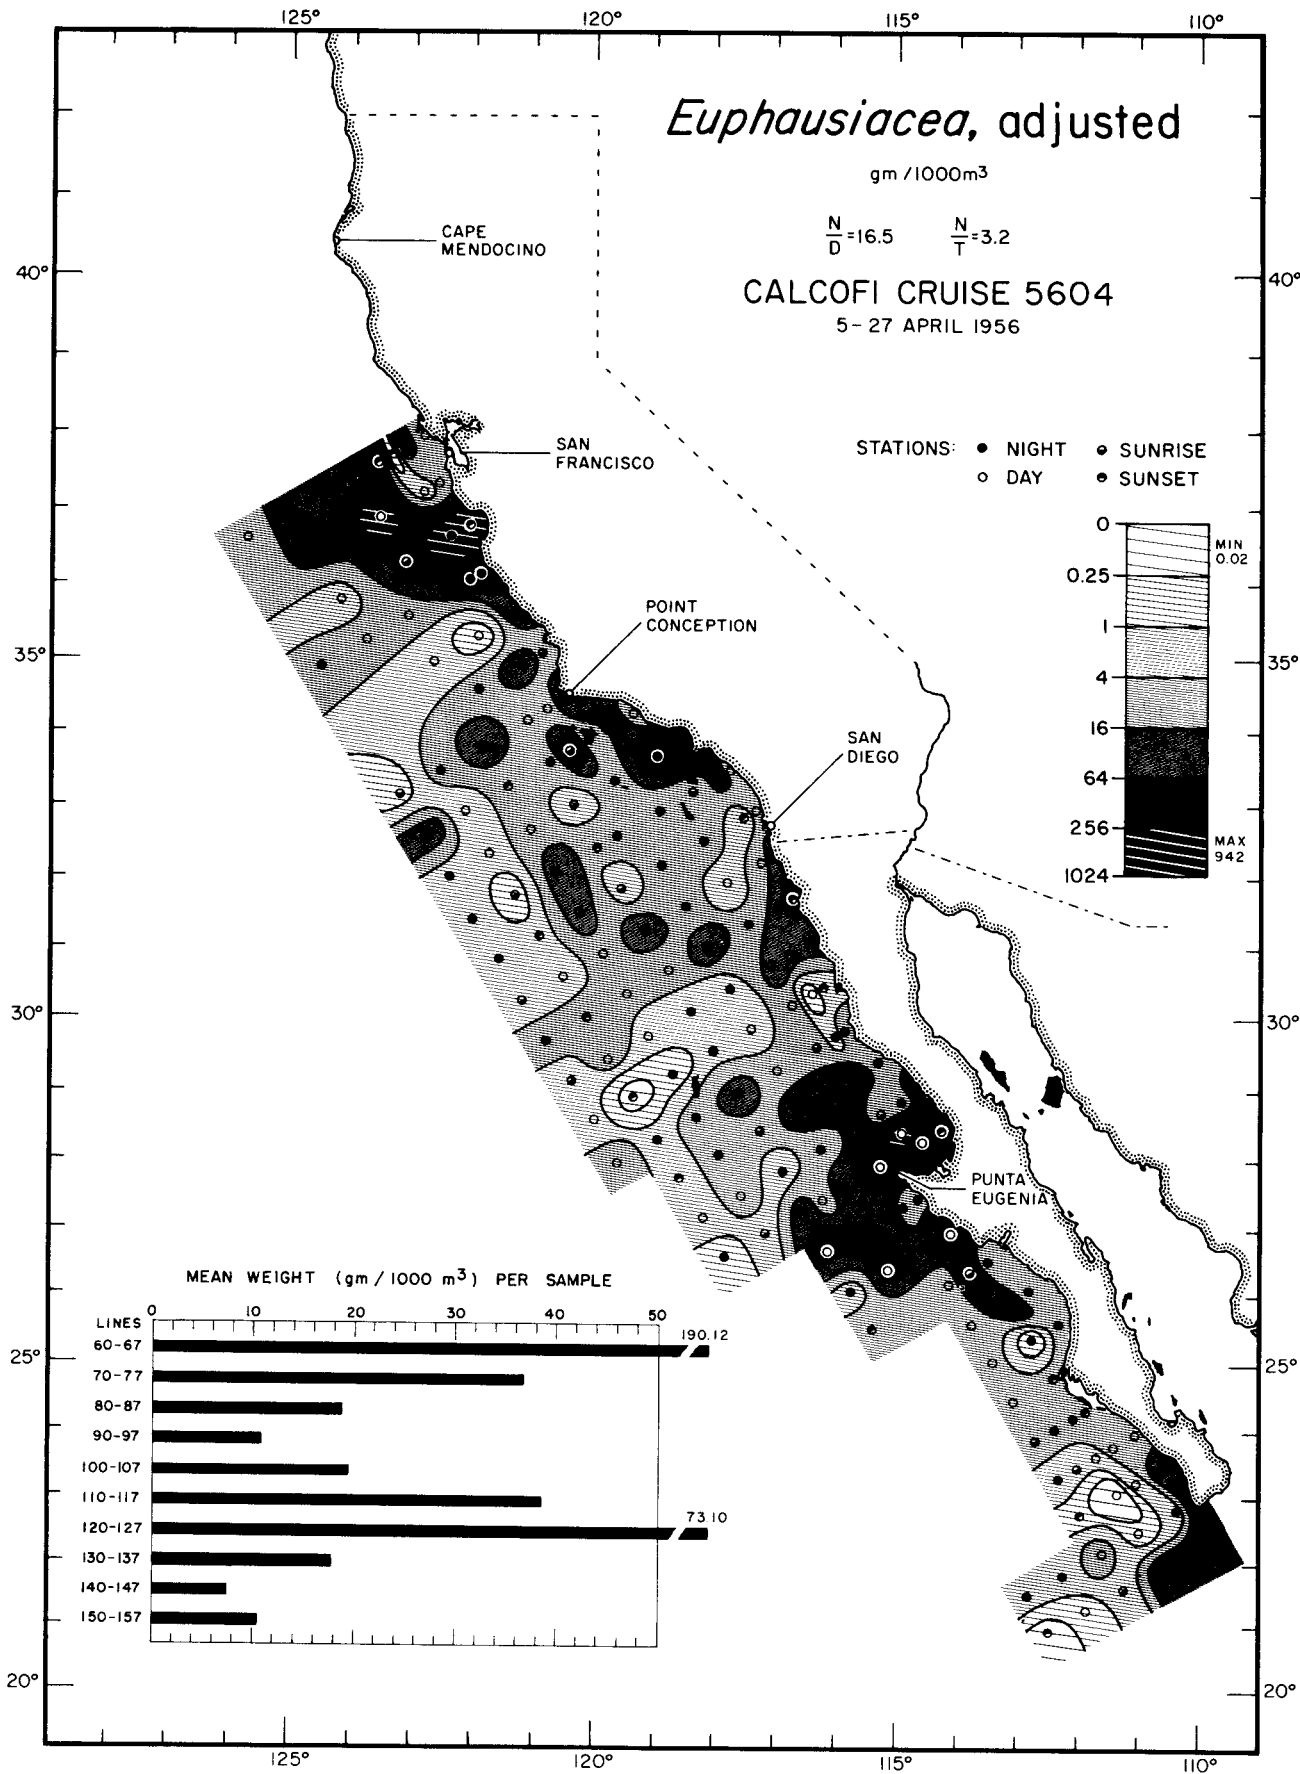 125° 120° 115° 110°
Euphausiacea, adjusted
gm/1000m³
N/D=16.5 N/T=3.2
CALCOFI CRUISE 5604
5-27 APRIL 1956
CAPE
MENDOCINO
40° 40°
SAN
FRANCISCO
STATIONS: ● NIGHT SUNRISE
○ DAY SUNSET
0
MIN
0.02
0.25
1
4
16
64
256
MAX
942
1024
POINT
CONCEPTION
35° 35°
SAN
DIEGO
30° 30°
PUNTA
EUGENIA
MEAN WEIGHT (gm/1000 m³) PER SAMPLE
0 10 20 30 40 50
LINES
60-67 190.12
25° 25°
70-77
80-87
90-97
100-107
110-117
120-127 73.10
130-137
140-147
150-157
20° 20°
125° 120° 115° 110°